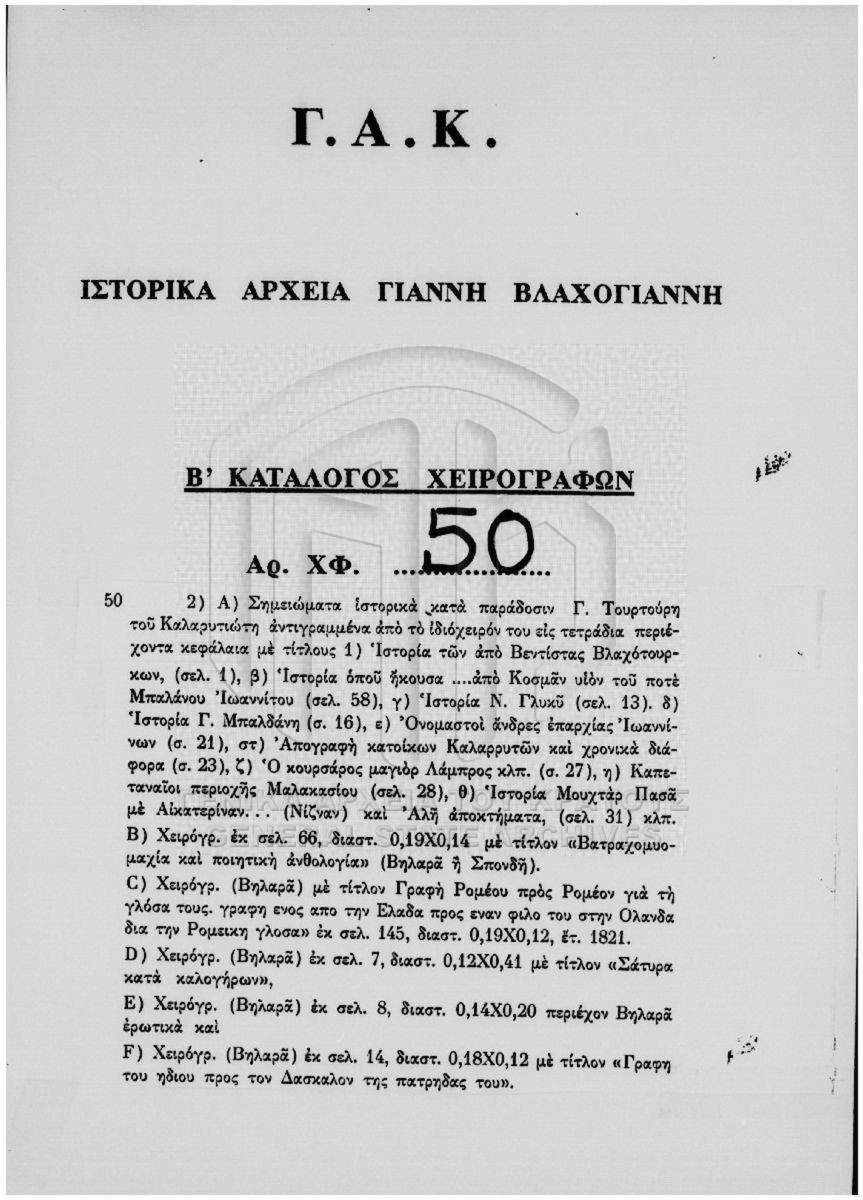 Γ. Α. Κ.
ΙΣΤΟΡΙΚΑ ΑΡΧΕΙΑ ΓΙΑΝΝΗ ΒΛΑΧΟΓΙΑΝΝΗ
Β’ ΚΑΤΑΛΟΓΟΣ ΧΕΙΡΟΓΡΑΦΩΝ
Αρ. ΧΦ. ....50....
50 2) Α) Σημειώματα ἱστορικὰ κατὰ παράδοσιν Γ. Τουρτούρη
τοῦ Καλαρυτιώτη ἀντιγραμμένα ἀπὸ τὸ ἰδιόχειρόν του εἰς τετράδια περιέ-
χοντα κεφάλαια μὲ τίτλους 1) Ἱστορία τῶν ἀπὸ Βεντίστας Βλαχότουρ-
κων, (σελ. 1), β) Ἱστορία ὁποῦ ἤκουσα ....ἀπὸ Κοσμᾶν υἱὸν τοῦ ποτὲ
Μπαλάνου Ἰωαννίτου (σελ. 58), γ) Ἱστορία Ν. Γλυκῦ (σελ. 13). δ)
Ἱστορία Γ. Μπαλδάνη (σ. 16), ε) Ὀνομαστοὶ ἄνδρες ἐπαρχίας Ἰωαννί-
νων (σ. 21), στ) Ἀπογραφὴ κατοίκων Καλαρρυτῶν καὶ χρονικὰ διά-
φορα (σ. 23), ζ) Ὁ κουρσάρος μαγιὸρ Λάμπρος κλπ. (σ. 27), η) Καπε-
ταναῖοι περιοχῆς Μαλακασίου (σελ. 28), θ) Ἱστορία Μουχτὰρ Πασᾶ
μὲ Αἰκατερίναν... (Νίζναν) καὶ Ἀλῆ ἀποκτήματα, (σελ. 31) κλπ.
Β) Χειρόγρ. ἐκ σελ. 66, διαστ. 0,19Χ0,14 μὲ τίτλον «Βατραχομυο-
μαχία καὶ ποιητικὴ ἀνθολογία» (Βηλαρᾶ ἢ Σπονδῆ).
C) Χειρόγρ. (Βηλαρᾶ) μὲ τίτλον Γραφὴ Ρομέου πρὸς Ρομέον γιὰ τὴ
γλόσα τους. γραφη ενος απο την Ελαδα προς εναν φιλο του στην Ολανδα
δια την Ρομεικη γλοσα» ἐκ σελ. 145, διαστ. 0,19Χ0,12, ἔτ. 1821.
D) Χειρόγρ. (Βηλαρᾶ) ἐκ σελ. 7, διαστ. 0,12Χ0,41 μὲ τίτλον «Σάτυρα
κατὰ καλογήρων»,
E) Χειρόγρ. (Βηλαρᾶ) ἐκ σελ. 8, διαστ. 0,14Χ0,20 περιέχον Βηλαρᾶ
ἐρωτικὰ καὶ
F) Χειρόγρ. (Βηλαρᾶ) ἐκ σελ. 14, διαστ. 0,18Χ0,12 μὲ τίτλον «Γραφη
του ηδιου προς τον Δασκαλον της πατρηδας του».
GENERAL STATE ARCHIVES